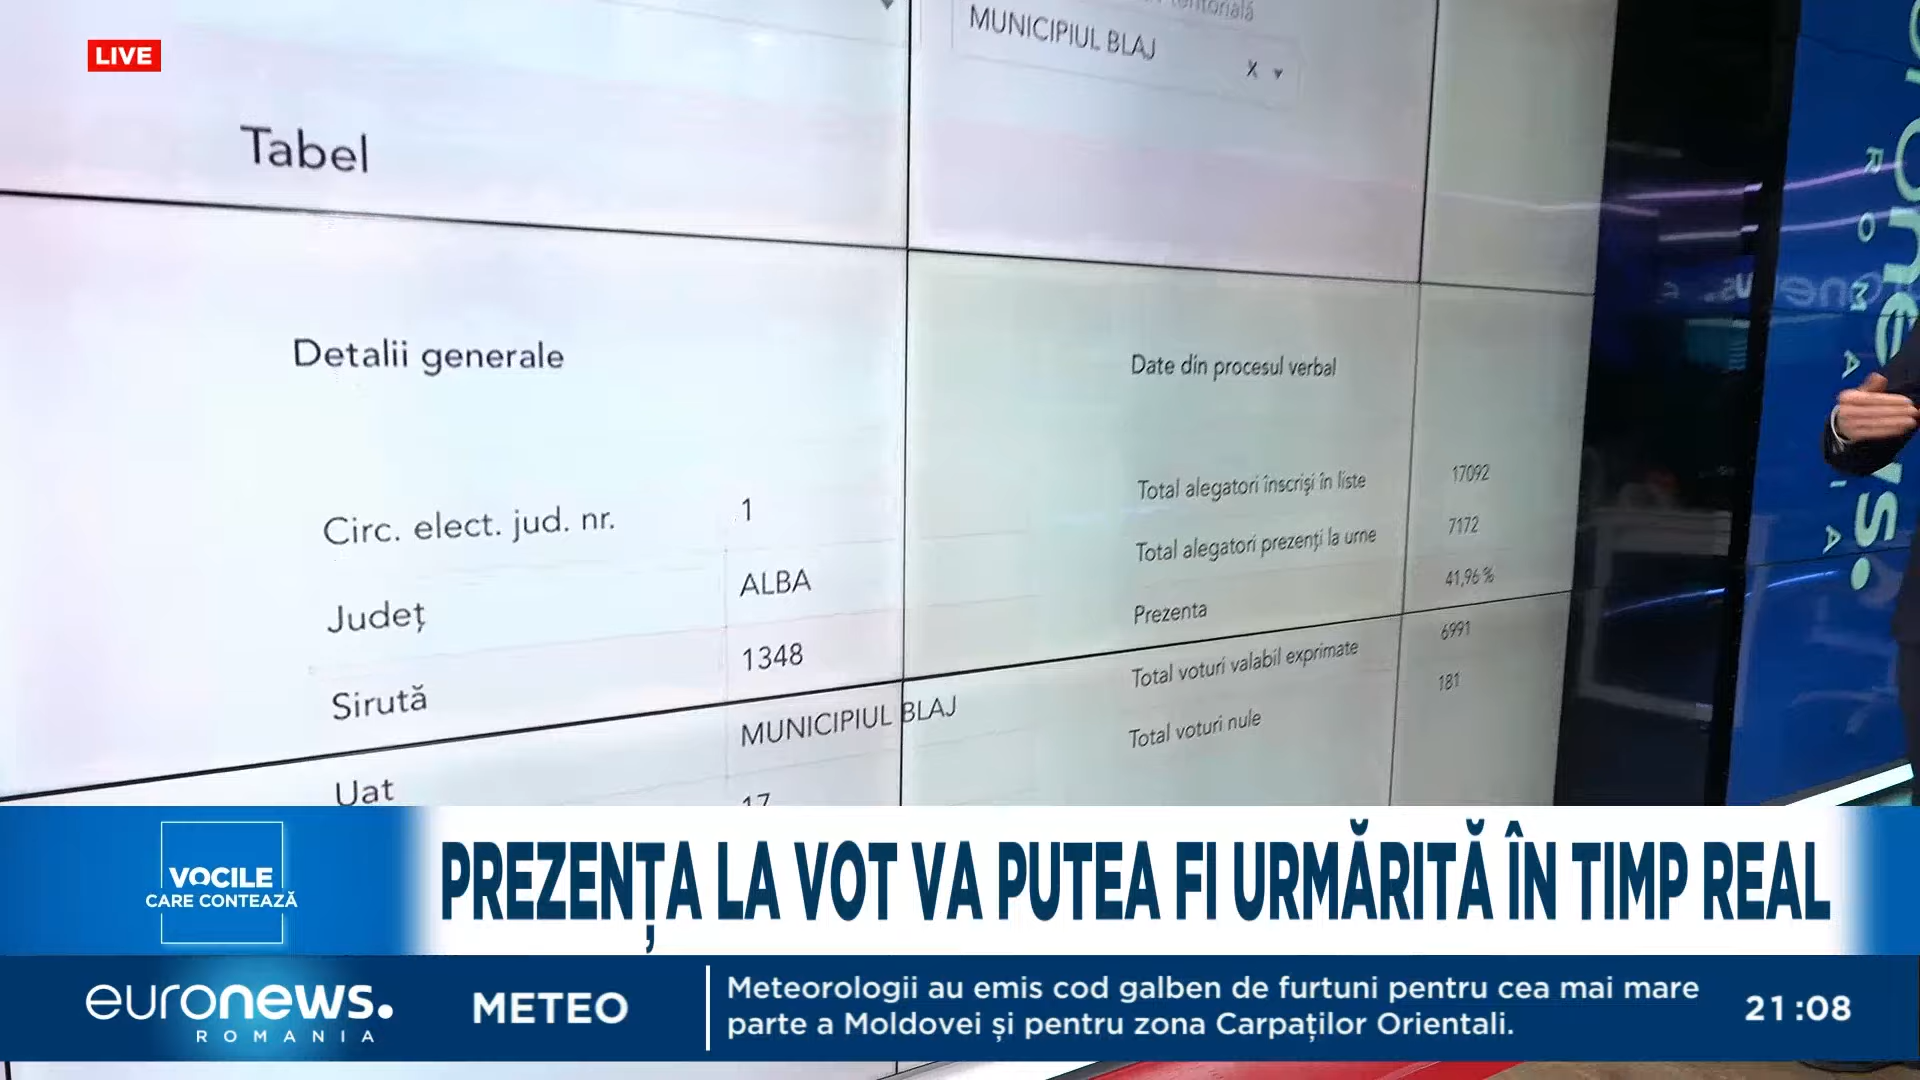 LIVE
MUNICIPIUL BLAJ
Tabel
Detalii generale
Circ. elect. jud. nr.
1
Județ
ALBA
Sirută
1348
Uat
MUNICIPIUL BLAJ
17
Date din procesul verbal
Total alegatori înscriși în liste
17092
Total alegatori prezenți la urne
7172
Prezenta
41,96 %
Total voturi valabil exprimate
6991
Total voturi nule
181
euronews.
ROMANIA
VOCILE
CARE CONTEAZĂ
PREZENȚA LA VOT VA PUTEA FI URMĂRITĂ ÎN TIMP REAL
euronews.
ROMANIA
METEO
Meteorologii au emis cod galben de furtuni pentru cea mai mare
parte a Moldovei și pentru zona Carpaților Orientali.
21:08